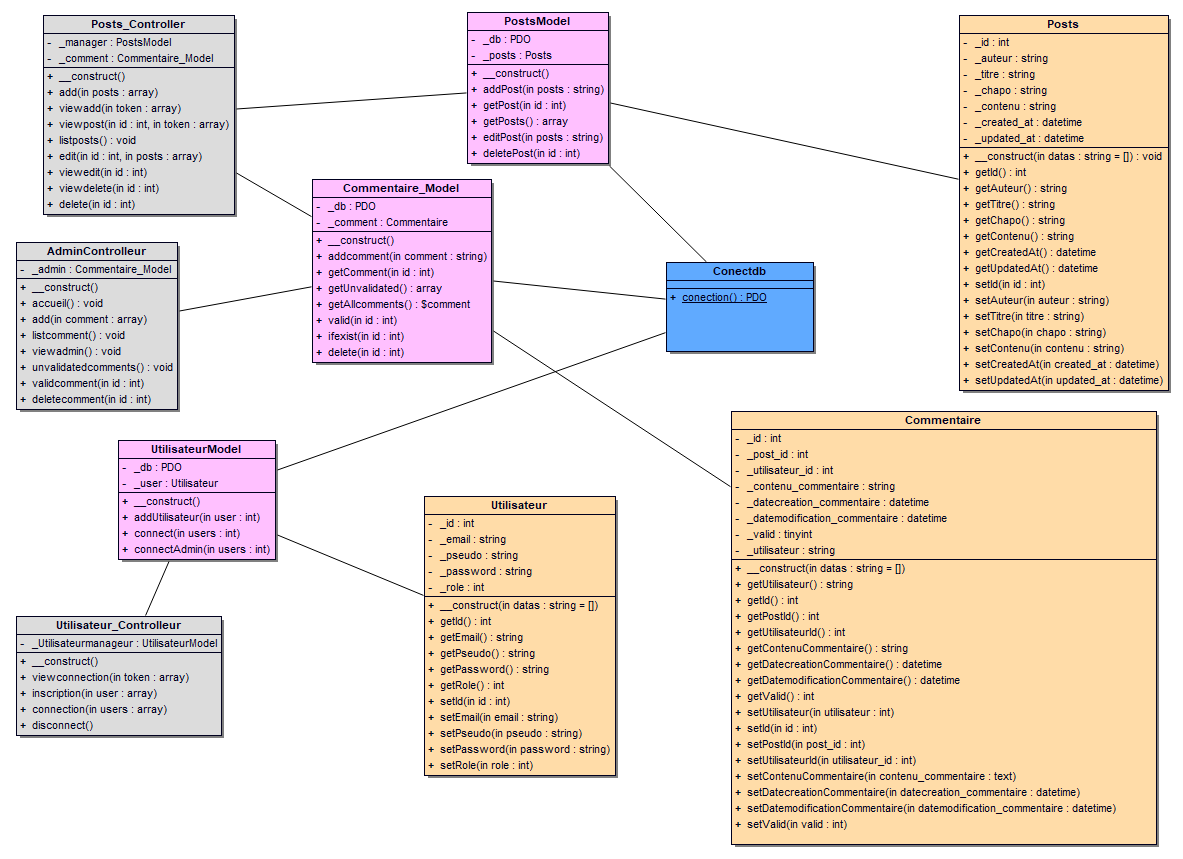 Posts_Controller
- _manager : PostsModel
- _comment : Commentaire_Model
+ __construct()
+ add(in posts : array)
+ viewadd(in token : array)
+ viewpost(in id : int, in token : array)
+ listposts() : void
+ edit(in id : int, in posts : array)
+ viewedit(in id : int)
+ viewdelete(in id : int)
+ delete(in id : int)
PostsModel
- _db : PDO
- _posts : Posts
+ __construct()
+ addPost(in posts : string)
+ getPost(in id : int)
+ getPosts() : array
+ editPost(in posts : string)
+ deletePost(in id : int)
Posts
- _id : int
- _auteur : string
- _titre : string
- _chapo : string
- _contenu : string
- _created_at : datetime
- _updated_at : datetime
+ __construct(in datas : string = []) : void
+ getId() : int
+ getAuteur() : string
+ getTitre() : string
+ getChapo() : string
+ getContenu() : string
+ getCreatedAt() : datetime
+ getUpdatedAt() : datetime
+ setId(in id : int)
+ setAuteur(in auteur : string)
+ setTitre(in titre : string)
+ setChapo(in chapo : string)
+ setContenu(in contenu : string)
+ setCreatedAt(in created_at : datetime)
+ setUpdatedAt(in updated_at : datetime)
Commentaire_Model
- _db : PDO
- _comment : Commentaire
+ __construct()
+ addcomment(in comment : string)
+ getComment(in id : int)
+ getUnvalidated() : array
+ getAllcomments() : $comment
+ valid(in id : int)
+ ifexist(in id : int)
+ delete(in id : int)
AdminControlleur
- _admin : Commentaire_Model
+ __construct()
+ accueil() : void
+ add(in comment : array)
+ listcomment() : void
+ viewadmin() : void
+ unvalidatedcomments() : void
+ validcomment(in id : int)
+ deletecomment(in id : int)
Conectdb
+ conection() : PDO
UtilisateurModel
- _db : PDO
- _user : Utilisateur
+ __construct()
+ addUtilisateur(in user : int)
+ connect(in users : int)
+ connectAdmin(in users : int)
Utilisateur
- _id : int
- _email : string
- _pseudo : string
- _password : string
- _role : int
+ __construct(in datas : string = [])
+ getId() : int
+ getEmail() : string
+ getPseudo() : string
+ getPassword() : string
+ getRole() : int
+ setId(in id : int)
+ setEmail(in email : string)
+ setPseudo(in pseudo : string)
+ setPassword(in password : string)
+ setRole(in role : int)
Commentaire
- _id : int
- _post_id : int
- _utilisateur_id : int
- _contenu_commentaire : string
- _datecreation_commentaire : datetime
- _datemodification_commentaire : datetime
- _valid : tinyint
- _utilisateur : string
+ __construct(in datas : string = [])
+ getUtilisateur() : string
+ getId() : int
+ getPostId() : int
+ getUtilisateurId() : int
+ getContenuCommentaire() : string
+ getDatecreationCommentaire() : datetime
+ getDatemodificationCommentaire() : datetime
+ getValid() : int
+ setUtilisateur(in utilisateur : int)
+ setId(in id : int)
+ setPostId(in post_id : int)
+ setUtilisateurId(in utilisateur_id : int)
+ setContenuCommentaire(in contenu_commentaire : text)
+ setDatecreationCommentaire(in datecreation_commentaire : datetime)
+ setDatemodificationCommentaire(in datemodification_commentaire : datetime)
+ setValid(in valid : int)
Utilisateur_Controlleur
- _Utilisateurmanageur : UtilisateurModel
+ __construct()
+ viewconnection(in token : array)
+ inscription(in user : array)
+ connection(in users : array)
+ disconnect()